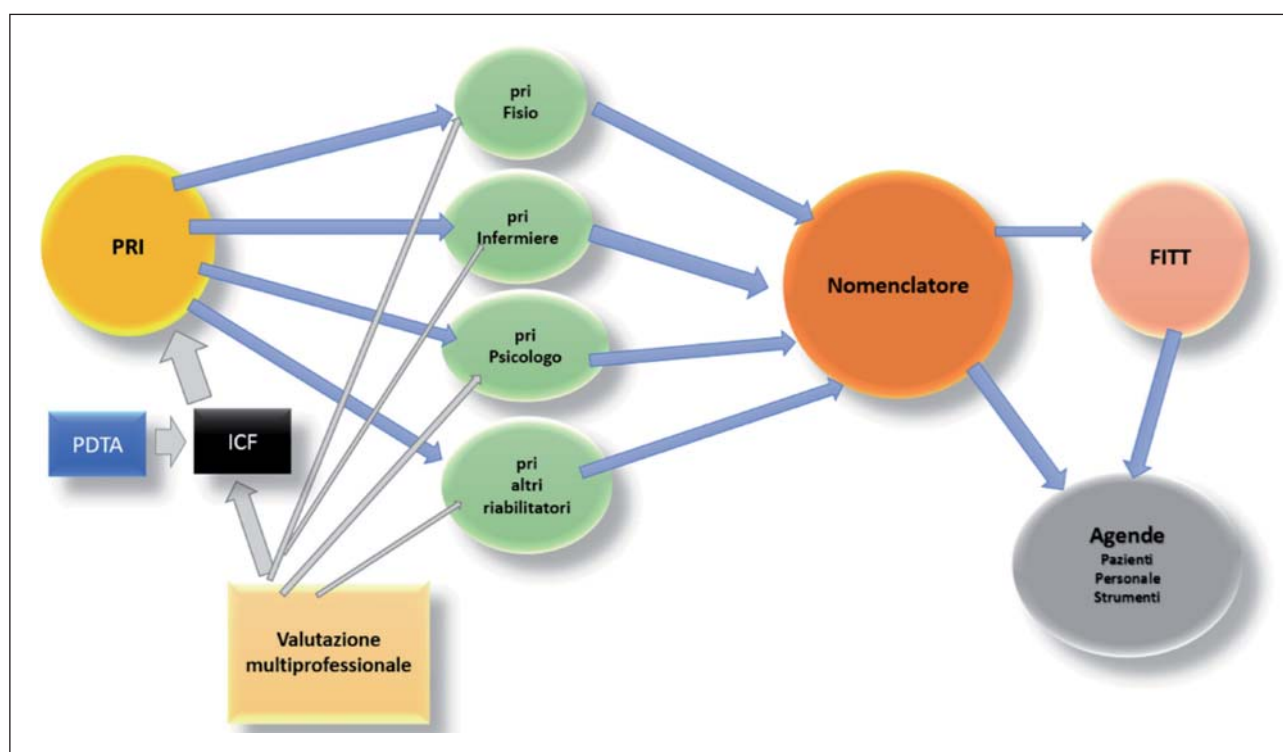 PRI
PDTA
ICF
Valutazione
multiprofessionale
pri
Fisio
pri
Infermiere
pri
Psicologo
pri
altri
riabilitatori
Nomenclatore
FITT
Agende
Pazienti
Personale
Strumenti